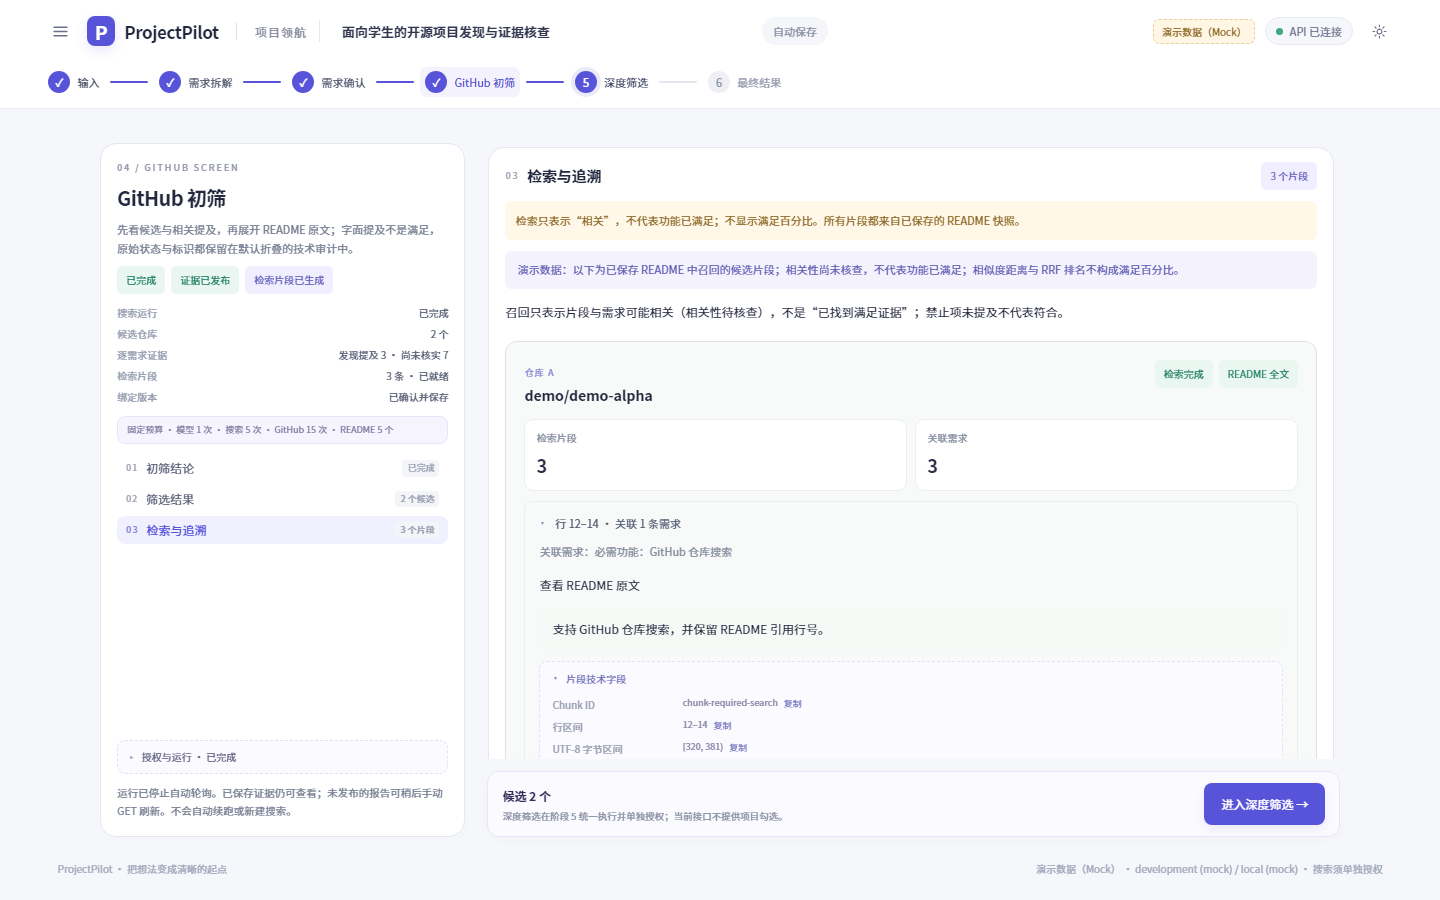 P ProjectPilot 项目领航 面向学生的开源项目发现与证据核查 自动保存 演示数据（Mock） API 已连接
✓ 输入 ✓ 需求拆解 ✓ 需求确认 ✓ GitHub 初筛 5 深度筛选 6 最终结果
04 / GITHUB SCREEN
GitHub 初筛
先看候选与相关提及，再展开 README 原文；字面提及不是满足，
原始状态与标识都保留在默认折叠的技术审计中。
已完成 证据已发布 检索片段已生成
搜索运行 已完成
候选仓库 2 个
逐需求证据 发现提及 3 · 尚未核实 7
检索片段 3 条 · 已就绪
绑定版本 已确认并保存
固定预算 · 模型 1 次 · 搜索 5 次 · GitHub 15 次 · README 5 个
01 初筛结论 已完成
02 筛选结果 2 个候选
03 检索与追溯 3 个片段
授权与运行 · 已完成
运行已停止自动轮询。已保存证据仍可查看；未发布的报告可稍后手动
GET 刷新。不会自动续跑或新建搜索。
03 检索与追溯 3 个片段
检索只表示“相关”，不代表功能已满足；不显示满足百分比。所有片段都来自已保存的 README 快照。
演示数据：以下为已保存 README 中召回的候选片段；相关性尚未核查，不代表功能已满足；相似度距离与 RRF 排名不构成满足百分比。
召回只表示片段与需求可能相关（相关性待核查），不是“已找到满足证据”；禁止项未提及不代表符合。
仓库 A 检索完成 README 全文
demo/demo-alpha
检索片段 关联需求
3 3
行 12–14 · 关联 1 条需求
关联需求：必需功能：GitHub 仓库搜索
查看 README 原文
支持 GitHub 仓库搜索，并保留 README 引用行号。
片段技术字段
Chunk ID chunk-required-search 复制
行区间 12–14 复制
UTF-8 字节区间 [320, 381) 复制
候选 2 个
深度筛选在阶段 5 统一执行并单独授权；当前接口不提供项目勾选。
进入深度筛选 →
ProjectPilot · 把想法变成清晰的起点 演示数据（Mock） · development (mock) / local (mock) · 搜索须单独授权